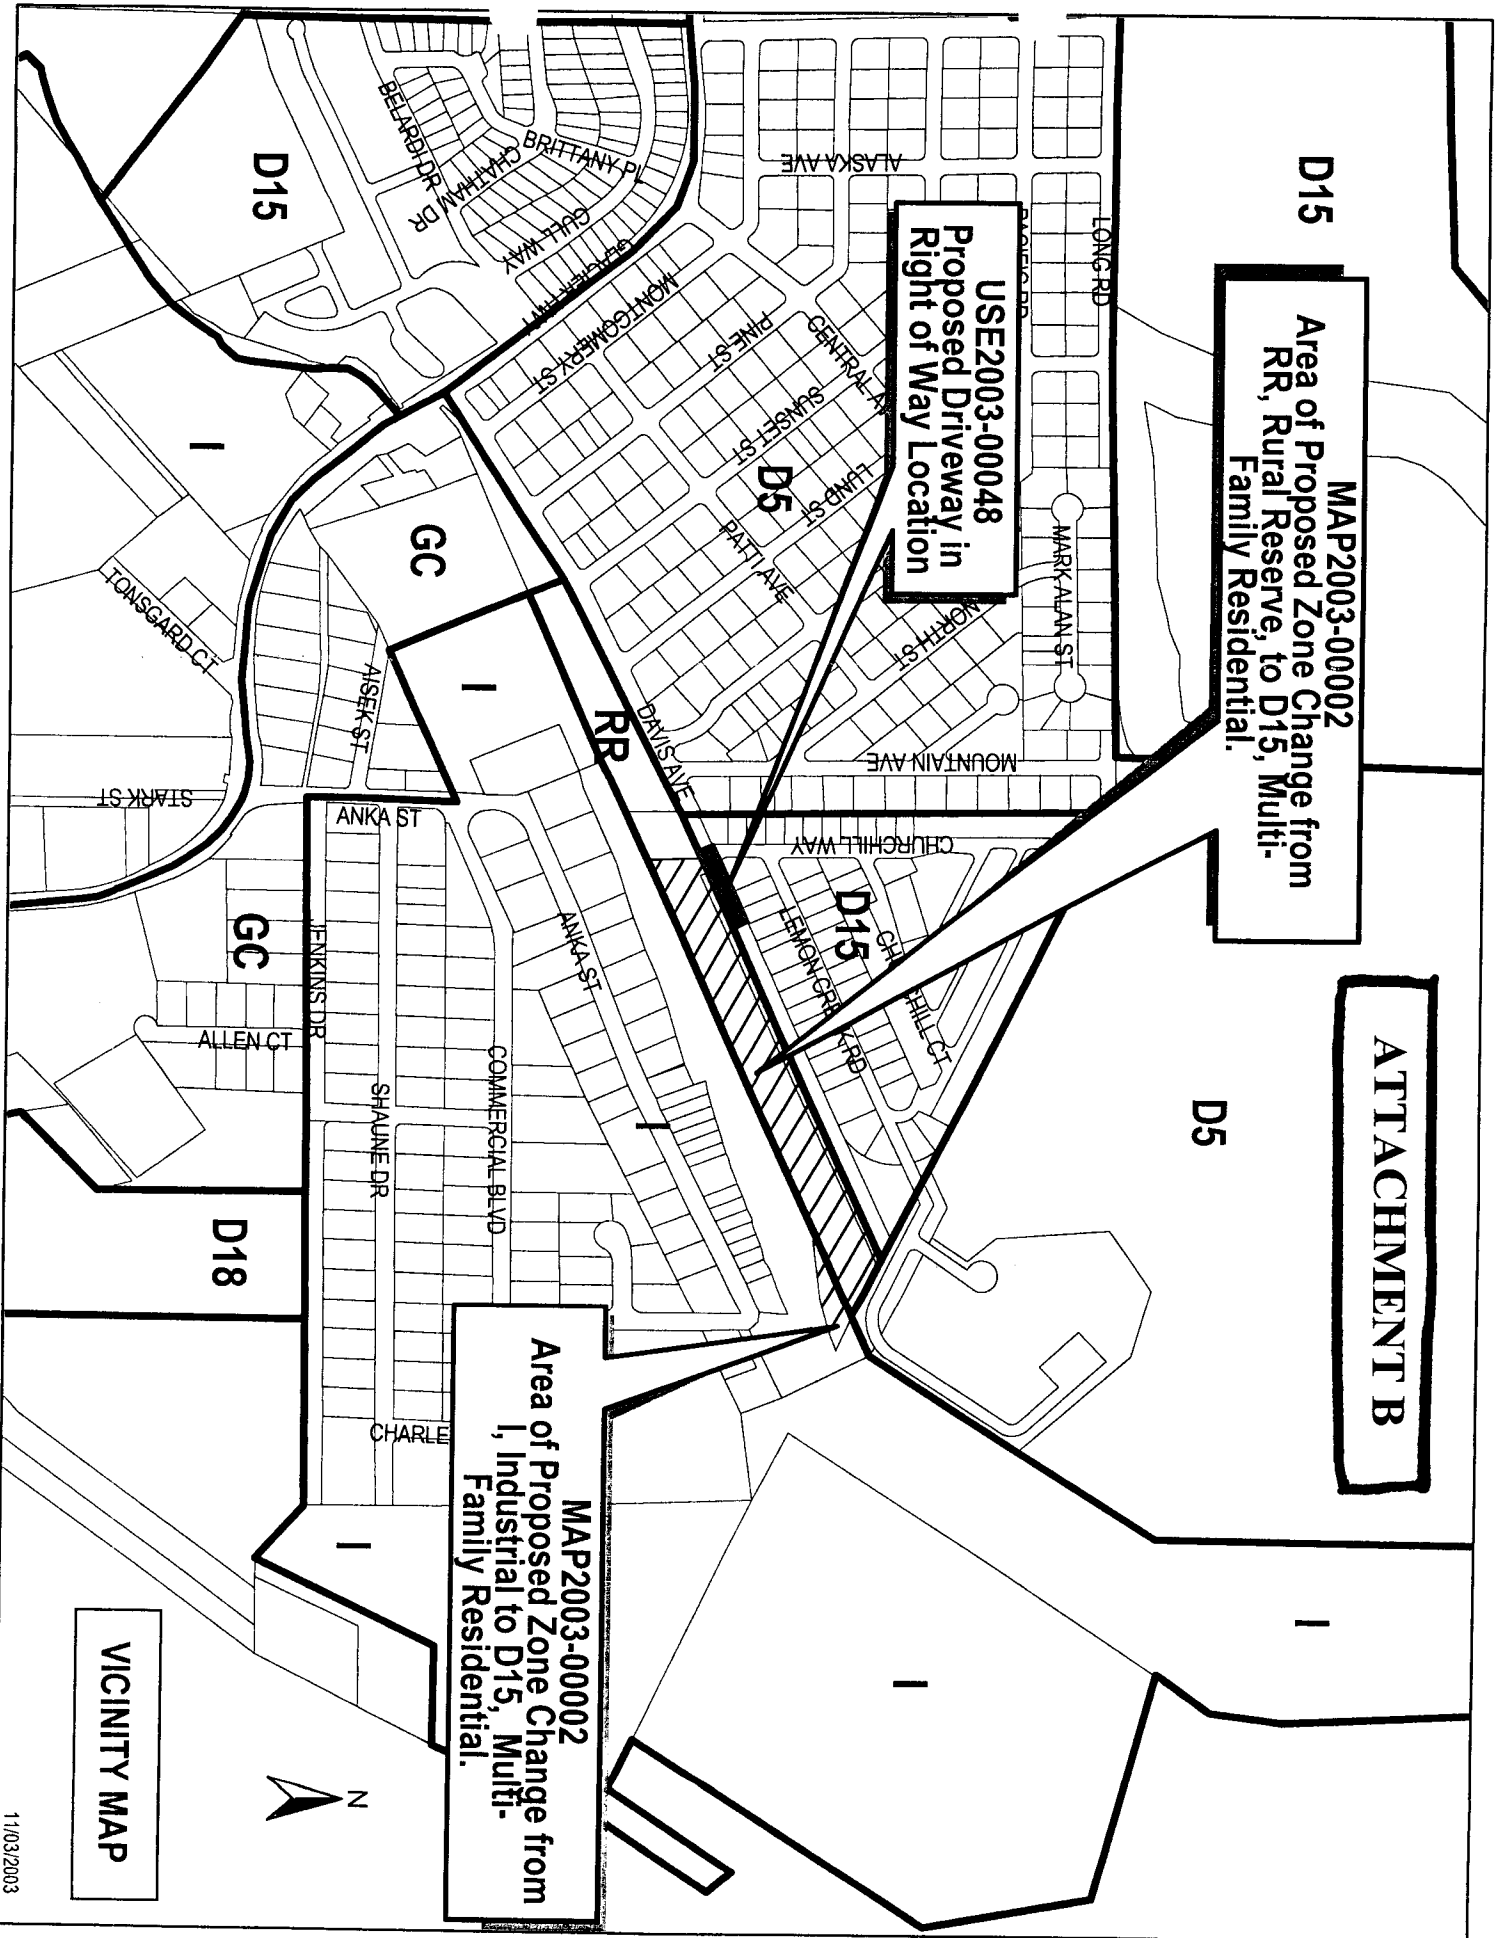 ATTACHMENT B
MAP2003-00002
Area of Proposed Zone Change from
RR, Rural Reserve, to D15, Multi-
Family Residential.
USE2003-00048
Proposed Driveway in
Right of Way Location
MAP2003-00002
Area of Proposed Zone Change from
I, Industrial to D15, Multi-
Family Residential.
VICINITY MAP
N
11/03/2003
D15
D5
I
LONG RD
ALASKA AVE
MARK ALAN ST
MOUNTAIN AVE
NORTH ST
D5
PATTI AVE
LUND ST
SUNSET ST
PINE ST
MONTGOMERY ST
BRITTANY PL
GULL WAY
CHATHAM DR
BELARDI DR
D15
CHURCHILL WAY
D15
DAVIS AVE
RR
I
I
GC
I
ANKA ST
I
COMMERCIAL BLVD
SHAUNE DR
ANKA ST
AISEK ST
TONSGARD CT
STARK ST
JENKINS DR
GC
ALLEN CT
D18
I
CHARLE